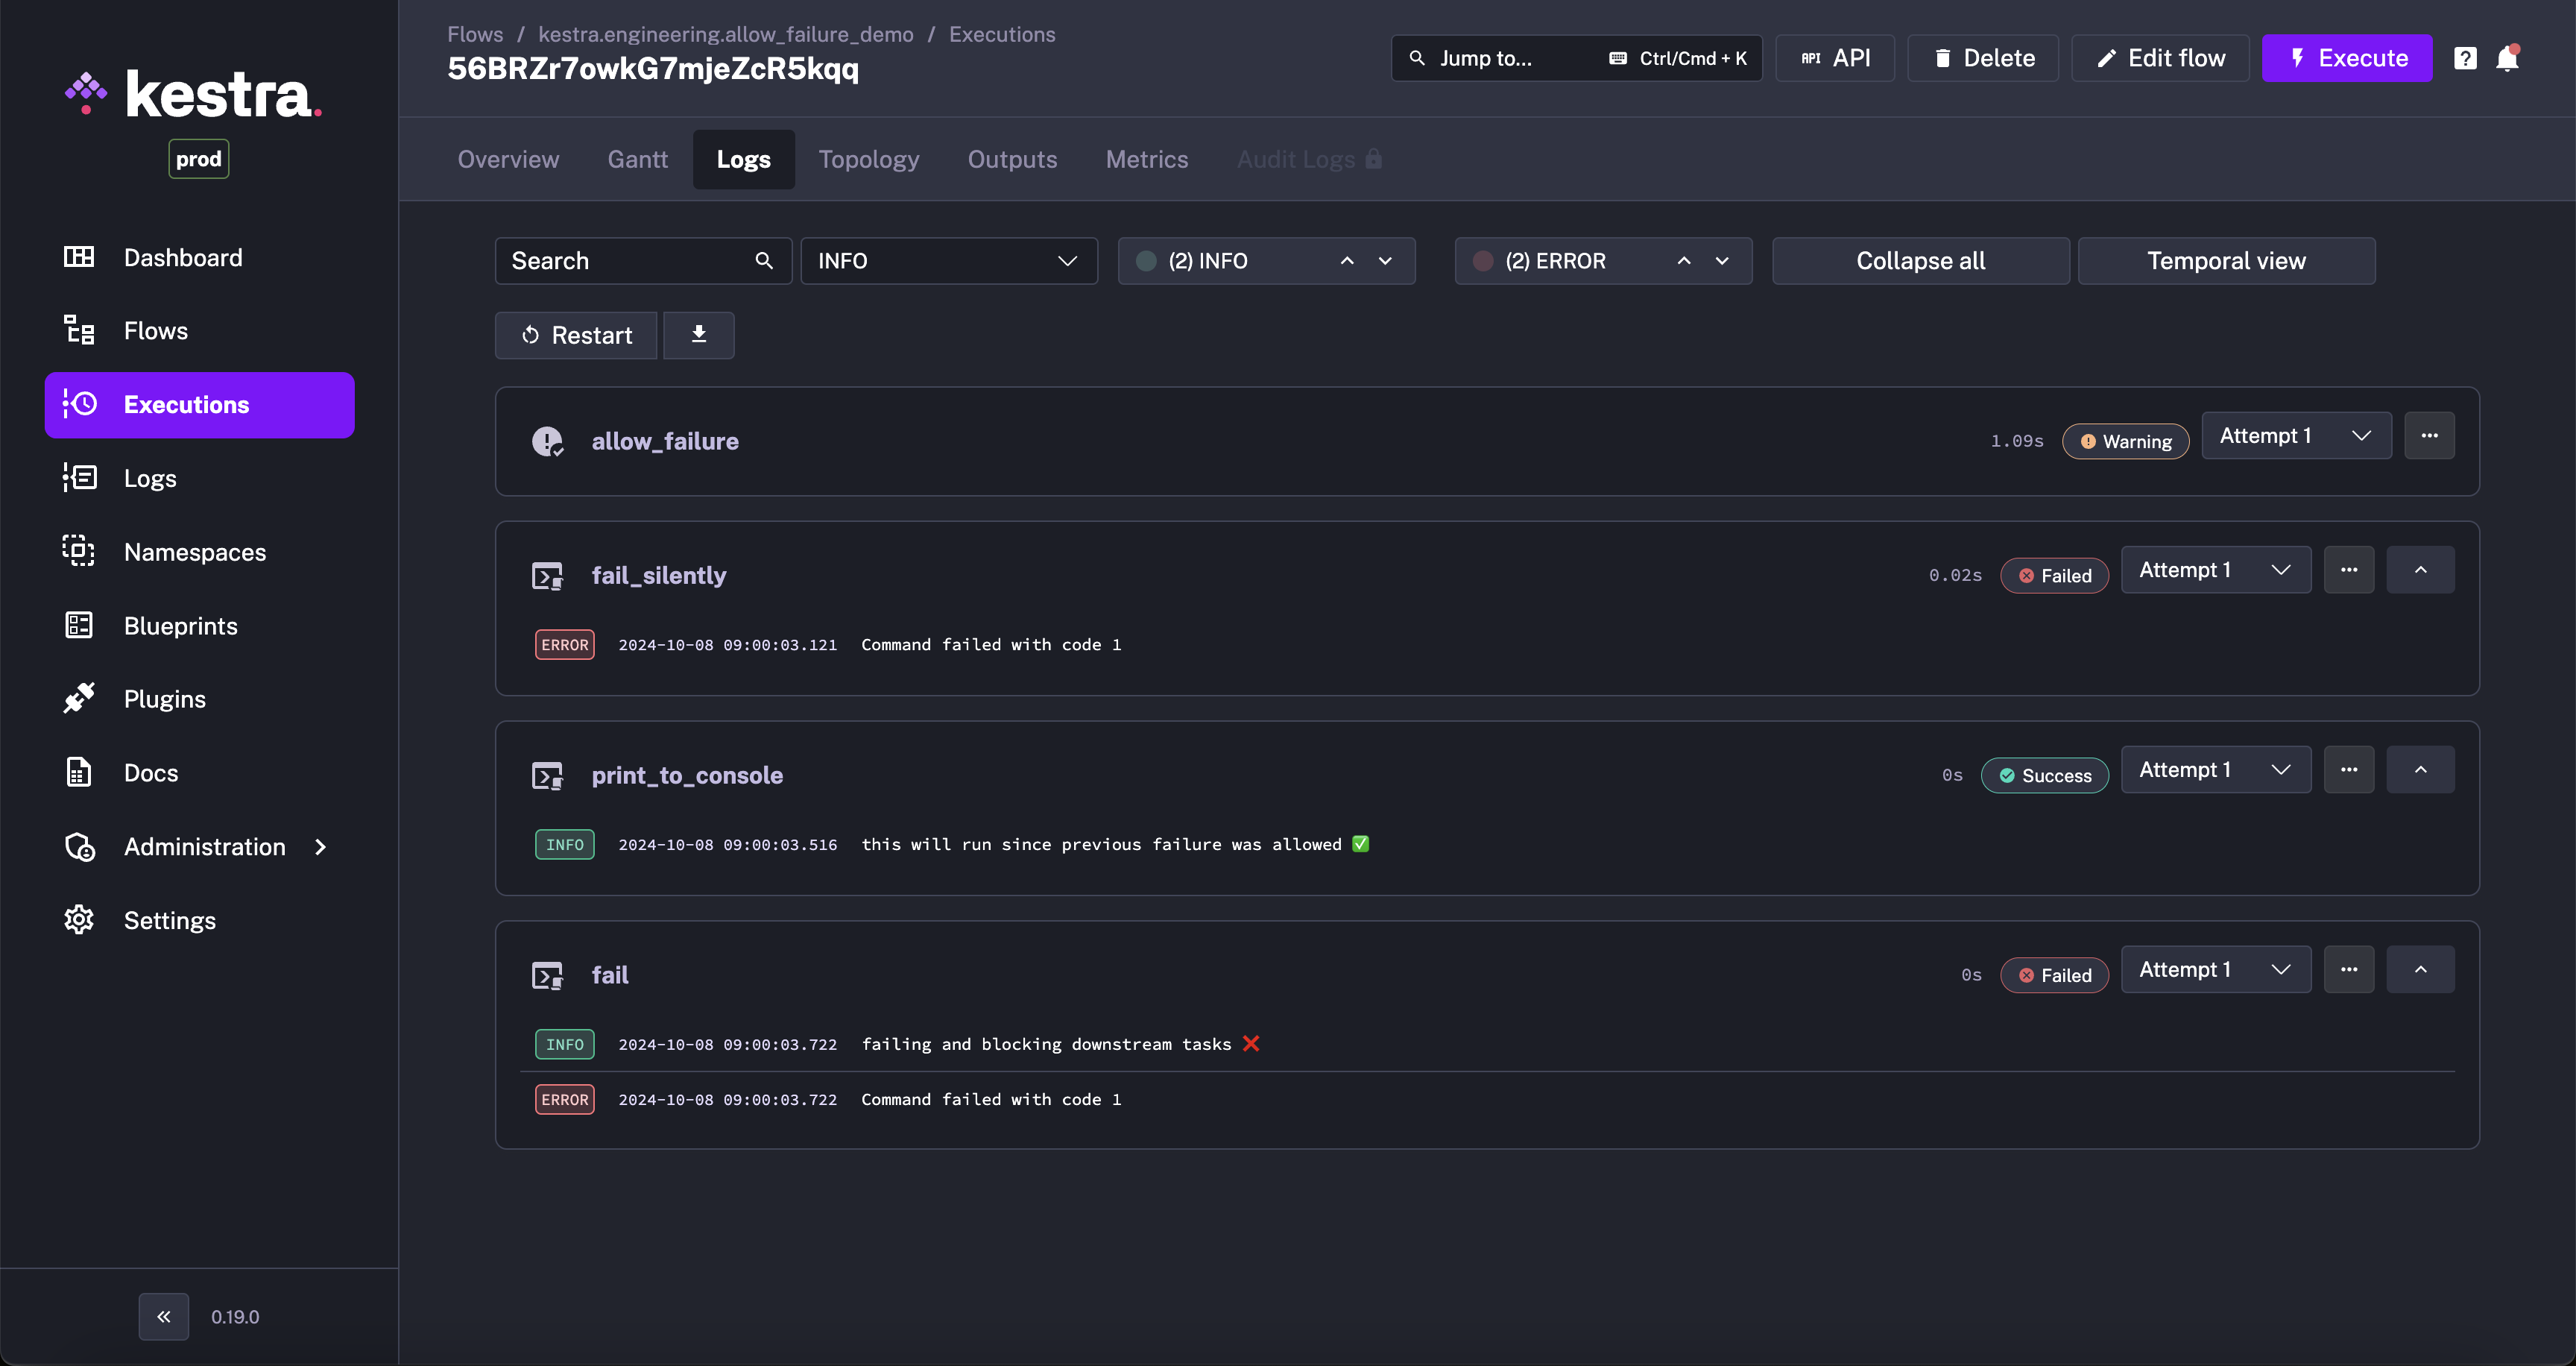 kestra.
prod
Dashboard
Flows
Executions
Logs
Namespaces
Blueprints
Plugins
Docs
Administration
Settings
0.19.0
Flows / kestra.engineering.allow_failure_demo / Executions
56BRZr7owkG7mjeZcR5kqq
Jump to... Ctrl/Cmd + K
API API
Delete
Edit flow
Execute
Overview Gantt Logs Topology Outputs Metrics Audit Logs
Search INFO (2) INFO (2) ERROR Collapse all Temporal view
Restart
allow_failure 1.09s Warning Attempt 1
fail_silently 0.02s Failed Attempt 1
ERROR 2024-10-08 09:00:03.121 Command failed with code 1
print_to_console 0s Success Attempt 1
INFO 2024-10-08 09:00:03.516 this will run since previous failure was allowed ✅
fail 0s Failed Attempt 1
INFO 2024-10-08 09:00:03.722 failing and blocking downstream tasks ❌
ERROR 2024-10-08 09:00:03.722 Command failed with code 1